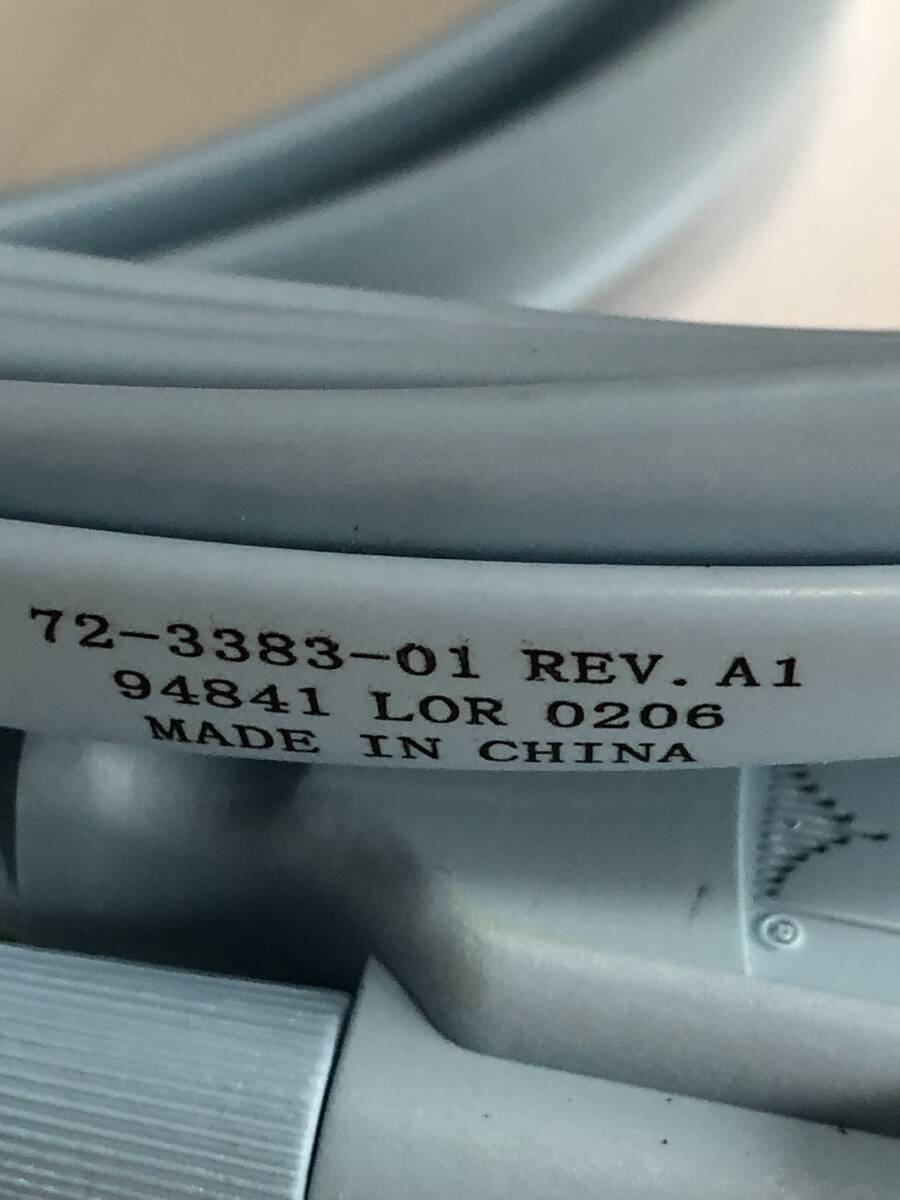 72-3383-01 REV. A1
94841 LOR 0206
MADE IN CHINA